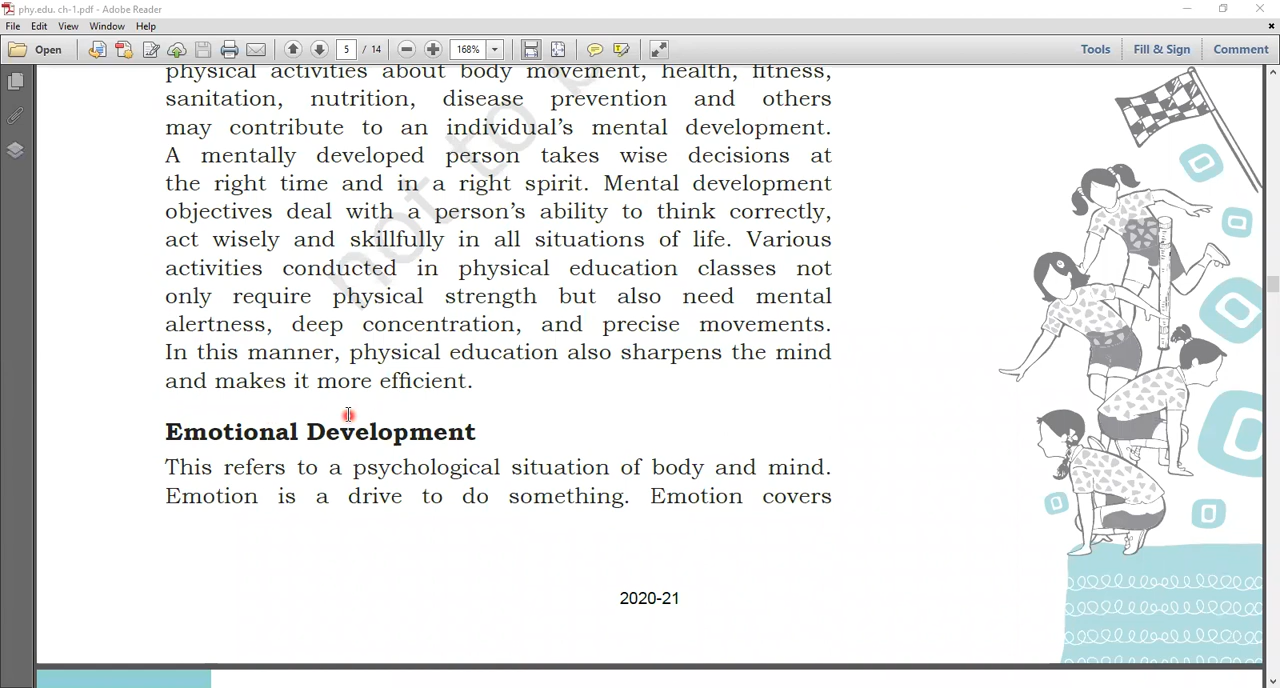 phy.edu. ch-1.pdf - Adobe Reader
File Edit View Window Help
Open 5 / 14 168% Tools Fill & Sign Comment
physical activities about body movement, health, fitness,
sanitation, nutrition, disease prevention and others
may contribute to an individual's mental development.
A mentally developed person takes wise decisions at
the right time and in a right spirit. Mental development
objectives deal with a person's ability to think correctly,
act wisely and skillfully in all situations of life. Various
activities conducted in physical education classes not
only require physical strength but also need mental
alertness, deep concentration, and precise movements.
In this manner, physical education also sharpens the mind
and makes it more efficient.
Emotional Development
This refers to a psychological situation of body and mind.
Emotion is a drive to do something. Emotion covers
2020-21
not to b